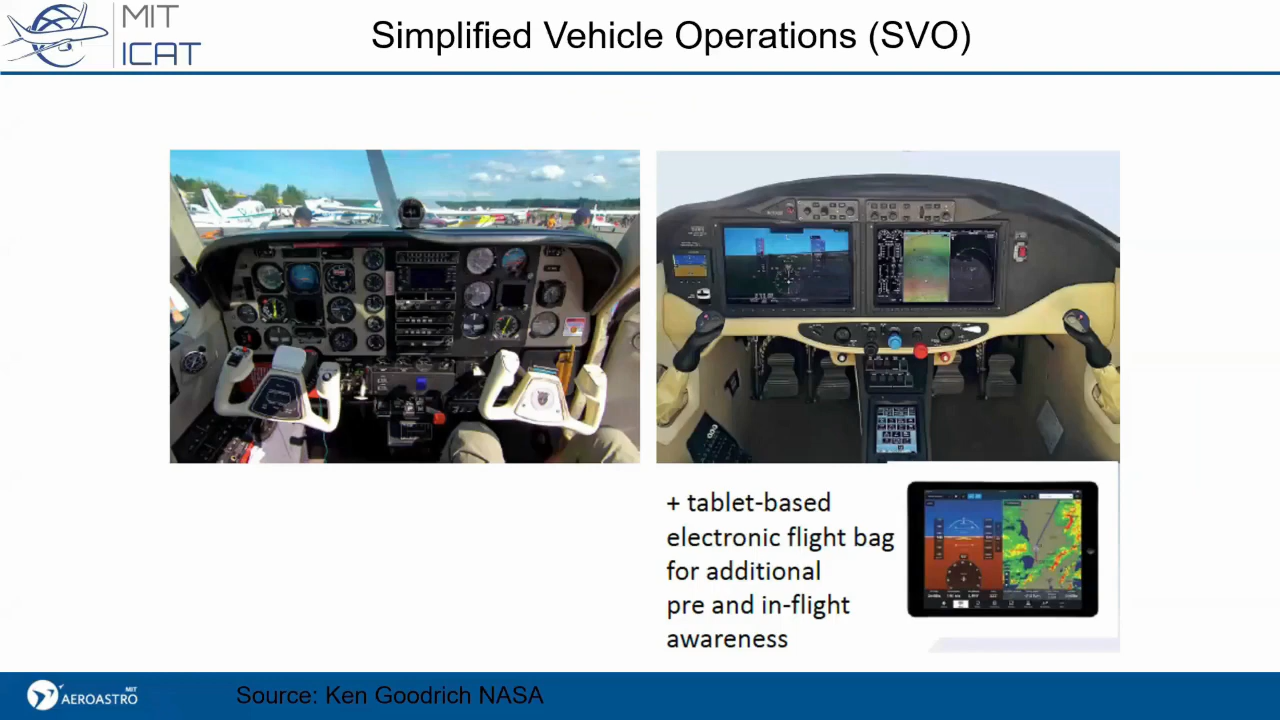 MIT
ICAT
Simplified Vehicle Operations (SVO)
+ tablet-based
electronic flight bag
for additional
pre and in-flight
awareness
MIT
AEROASTRO
Source: Ken Goodrich NASA